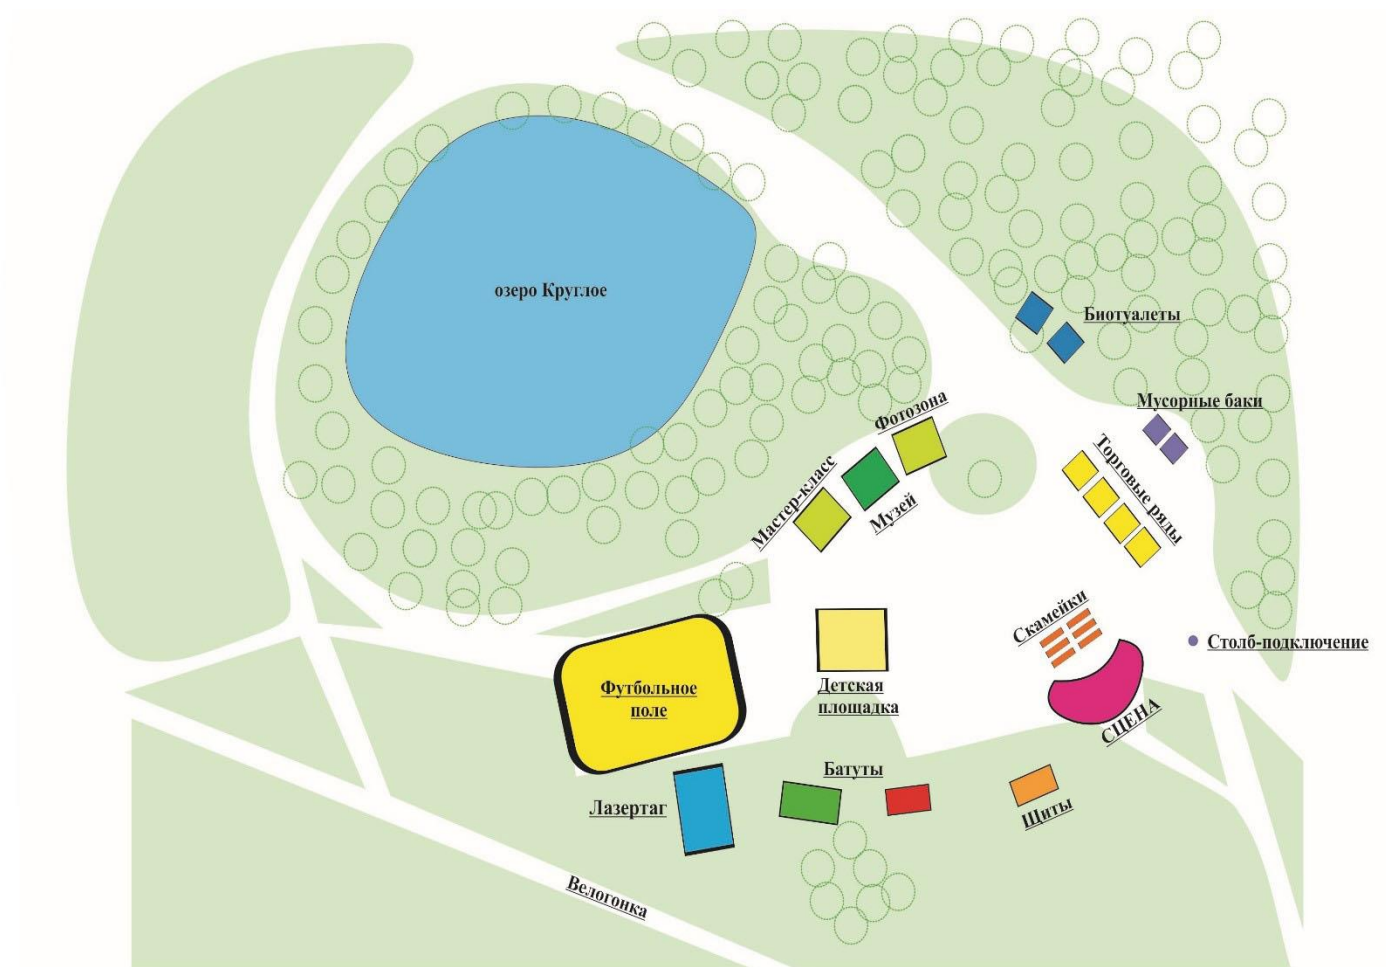 озеро Круглое
Биотуалеты
Мусорные баки
Фотозона
Торговые ряды
Мастер-класс
Музей
Скамейки
Столб-подключение
Футбольное
поле
Детская
площадка
СЦЕНА
Батуты
Лазертаг
Щиты
Велогонка